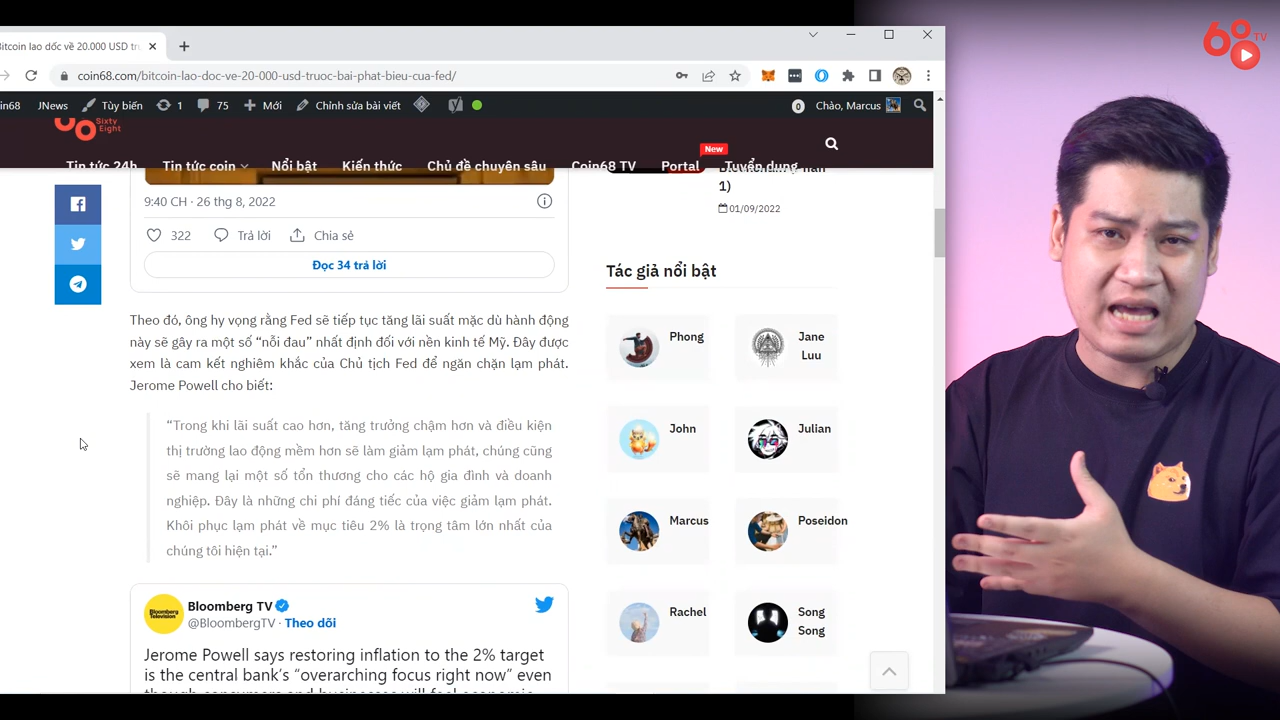 Bitcoin lao dốc về 20.000 USD tr
coin68.com/bitcoin-lao-doc-ve-20-000-usd-truoc-bai-phat-bieu-cua-fed/
JNews
Tùy biến
1
75
Mới
Chỉnh sửa bài viết
0
Chào, Marcus
Sixty
Eight
Tin tức 24h
Tin tức coin
Nổi bật
Kiến thức
Chủ đề chuyên sâu
Coin68 TV
Portal
New
Tuyển dụng
9:40 CH · 26 thg 8, 2022
322
Trả lời
Chia sẻ
Đọc 34 trả lời
Theo đó, ông hy vọng rằng Fed sẽ tiếp tục tăng lãi suất mặc dù hành động
này sẽ gây ra một số “nỗi đau” nhất định đối với nền kinh tế Mỹ. Đây được
xem là cam kết nghiêm khắc của Chủ tịch Fed để ngăn chặn lạm phát.
Jerome Powell cho biết:
“Trong khi lãi suất cao hơn, tăng trưởng chậm hơn và điều kiện
thị trường lao động mềm hơn sẽ làm giảm lạm phát, chúng cũng
sẽ mang lại một số tổn thương cho các hộ gia đình và doanh
nghiệp. Đây là những chi phí đáng tiếc của việc giảm lạm phát.
Khôi phục lạm phát về mục tiêu 2% là trọng tâm lớn nhất của
chúng tôi hiện tại.”
Bloomberg
Television
Bloomberg TV
@BloombergTV · Theo dõi
Jerome Powell says restoring inflation to the 2% target
is the central bank's “overarching focus right now” even
though consumers and businesses will feel economic
1)
01/09/2022
Tác giả nổi bật
Phong
Jane
Luu
John
Julian
Marcus
Poseidon
Rachel
Song
Song
68
TV